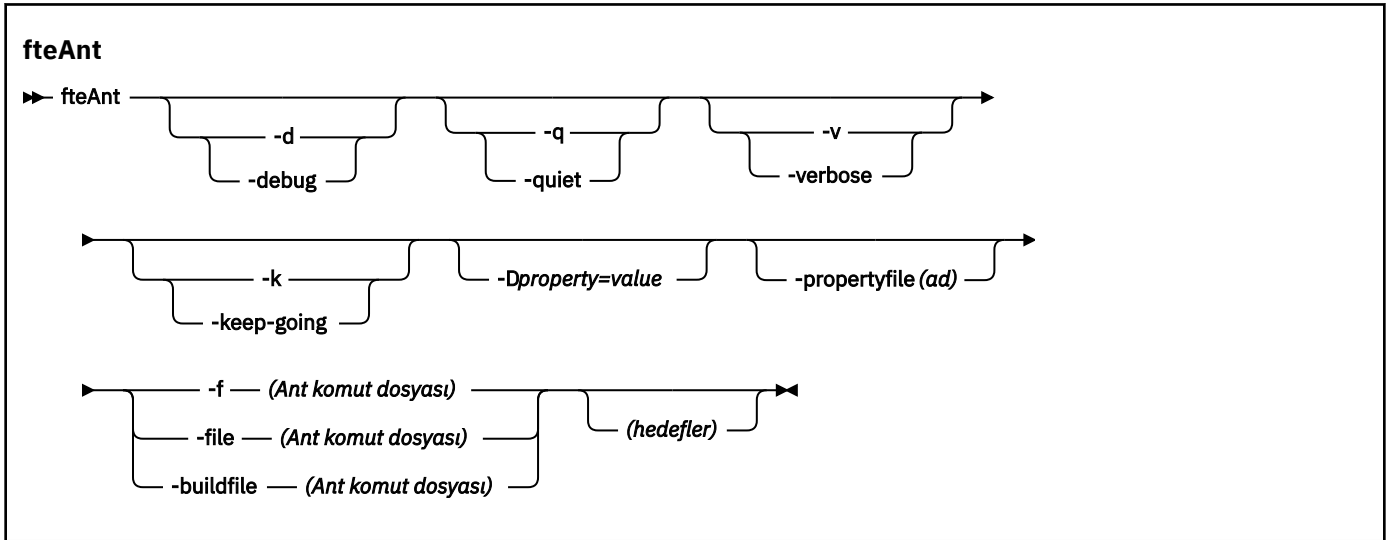 fteAnt
fteAnt -d -q -v
-debug -quiet -verbose
-k -Dproperty=value -propertyfile (ad)
-keep-going
-f (Ant komut dosyası)
-file (Ant komut dosyası) (hedefler)
-buildfile (Ant komut dosyası)